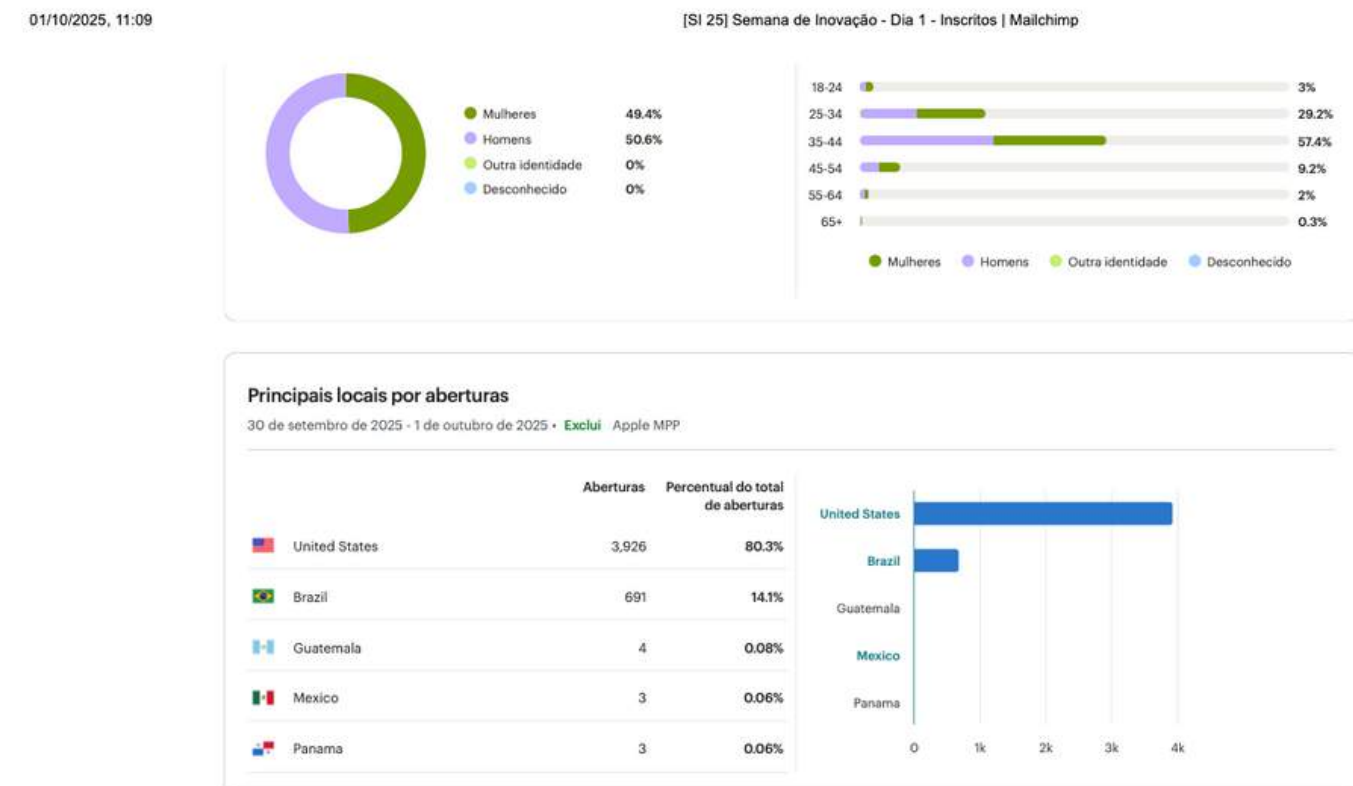 01/10/2025, 11:09
[SI 25] Semana de Inovação - Dia 1 - Inscritos | Mailchimp
Mulheres 49.4%
Homens 50.6%
Outra identidade 0%
Desconhecido 0%
18-24 3%
25-34 29.2%
35-44 57.4%
45-54 9.2%
55-64 2%
65+ 0.3%
Mulheres Homens Outra identidade Desconhecido
Principais locais por aberturas
30 de setembro de 2025 - 1 de outubro de 2025 • Exclui Apple MPP
Aberturas Percentual do total
de aberturas
United States 3,926 80.3%
Brazil 691 14.1%
Guatemala 4 0.08%
Mexico 3 0.06%
Panama 3 0.06%
United States
Brazil
Guatemala
Mexico
Panama
0 1k 2k 3k 4k